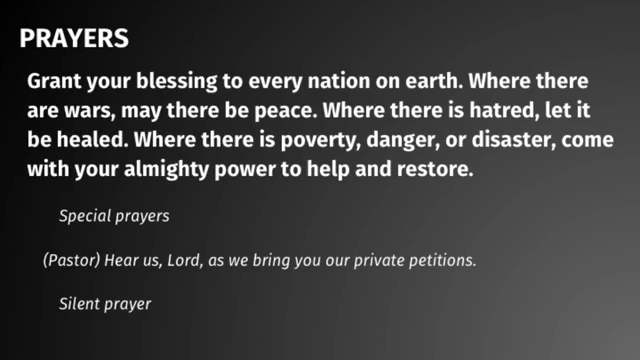 PRAYERS
Grant your blessing to every nation on earth. Where there
are wars, may there be peace. Where there is hatred, let it
be healed. Where there is poverty, danger, or disaster, come
with your almighty power to help and restore.
Special prayers
(Pastor) Hear us, Lord, as we bring you our private petitions.
Silent prayer